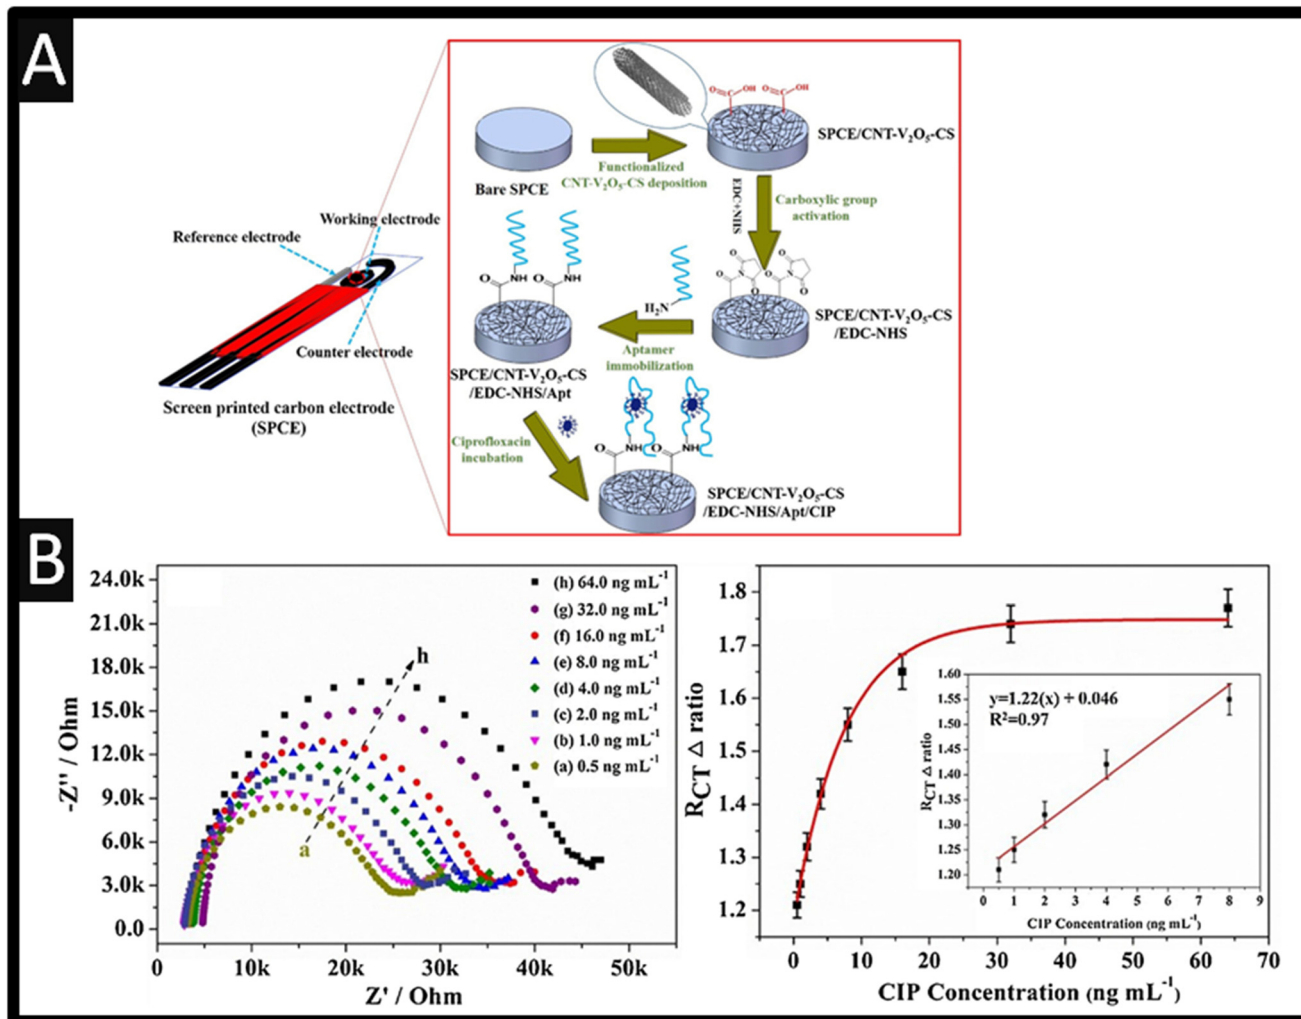 A
O
C
OH
O
C
OH
SPCE/CNT-V₂O₅-CS
Functionalized
CNT-V₂O₅-CS deposition
Bare SPCE
EDC+NHS
Carboxylic group
activation
Working electrode
Reference electrode
Counter electrode
Screen printed carbon electrode
(SPCE)
O
NH
O
NH
H₂N
O
N
O
O
O
N
O
O
SPCE/CNT-V₂O₅-CS
/EDC-NHS
Aptamer
immobilization
SPCE/CNT-V₂O₅-CS
/EDC-NHS/Apt
Ciprofloxacin
incubation
O
NH
O
NH
SPCE/CNT-V₂O₅-CS
/EDC-NHS/Apt/CIP
B
24.0k
21.0k
18.0k
15.0k
12.0k
9.0k
6.0k
3.0k
0.0
-Z'' / Ohm
(h) 64.0 ng mL⁻¹
(g) 32.0 ng mL⁻¹
(f) 16.0 ng mL⁻¹
(e) 8.0 ng mL⁻¹
(d) 4.0 ng mL⁻¹
(c) 2.0 ng mL⁻¹
(b) 1.0 ng mL⁻¹
(a) 0.5 ng mL⁻¹
h
a
0 10k 20k 30k 40k 50k
Z' / Ohm
1.8
1.7
1.6
1.5
1.4
1.3
1.2
R_CT Δ ratio
0 10 20 30 40 50 60 70
CIP Concentration (ng mL⁻¹)
y=1.22(x) + 0.046
R²=0.97
1.60
1.55
1.50
1.45
1.40
1.35
1.30
1.25
1.20
R_CT Δ ratio
0 1 2 3 4 5 6 7 8 9
CIP Concentration (ng mL⁻¹)